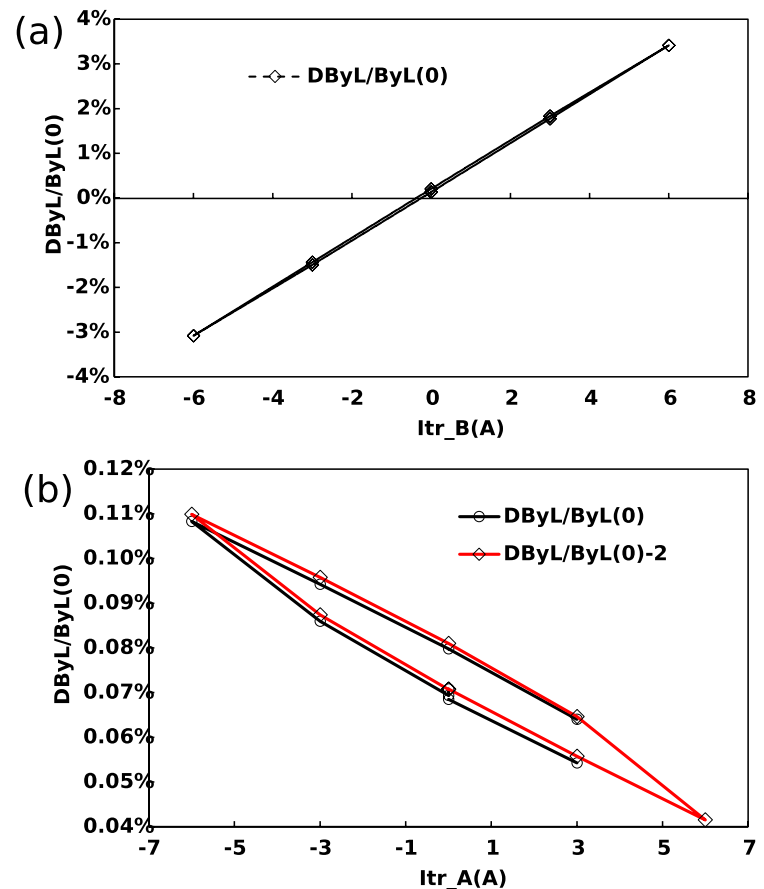 (a)
4%
3%
2%
1%
0%
-1%
-2%
-3%
-4%
DByL/ByL(0)
DByL/ByL(0)
-8 -6 -4 -2 0 2 4 6 8
Itr_B(A)
(b)
0.12%
0.11%
0.10%
0.09%
0.08%
0.07%
0.06%
0.05%
0.04%
DByL/ByL(0)
DByL/ByL(0)
DByL/ByL(0)-2
-7 -5 -3 -1 1 3 5 7
Itr_A(A)